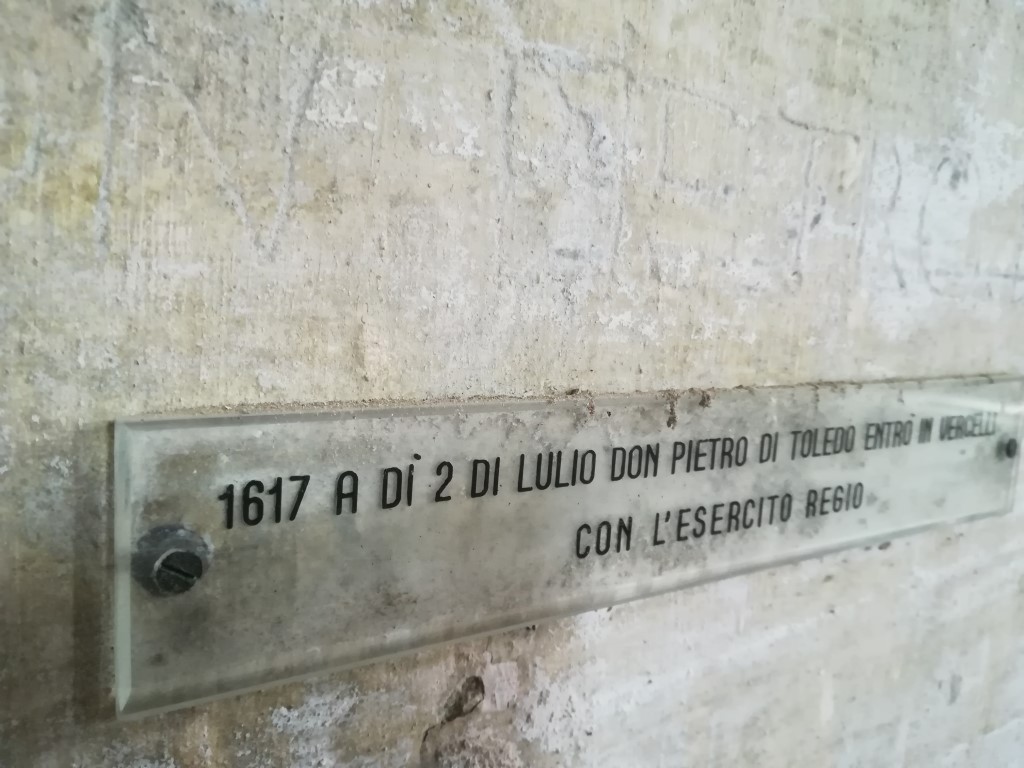 1617 A DÌ 2 DI LULIO DON PIETRO DI TOLEDO ENTRÒ IN VERCELLI
CON L'ESERCITO REGIO